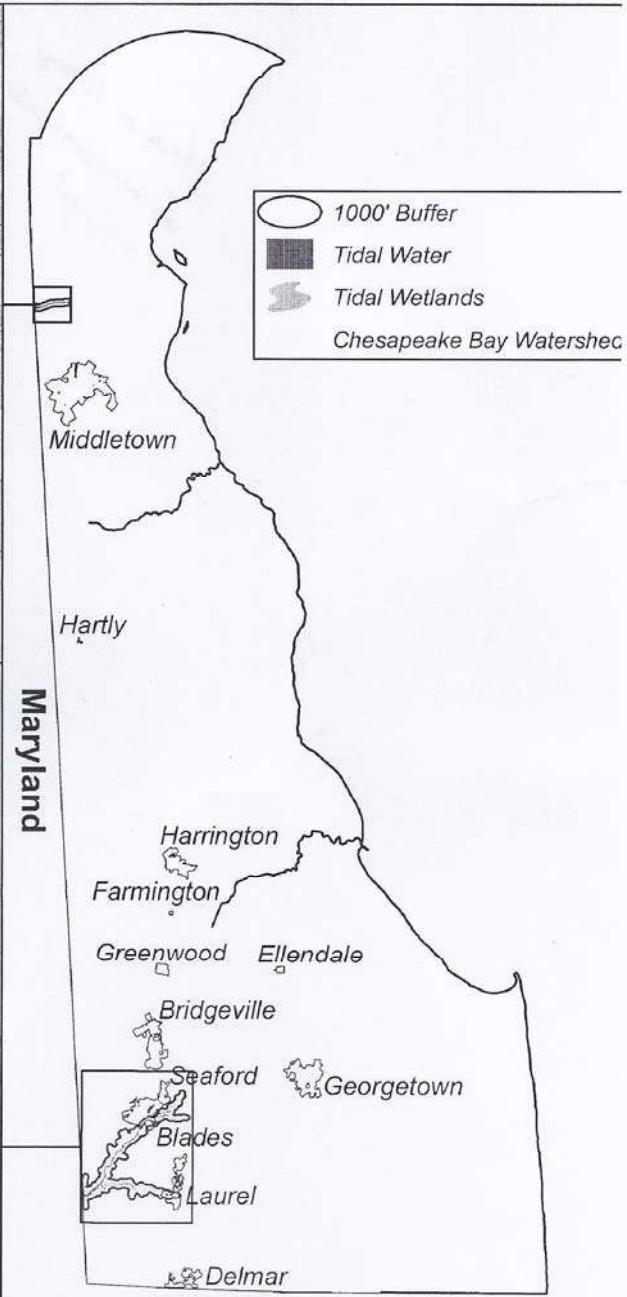 1000' Buffer
Tidal Water
Tidal Wetlands
Chesapeake Bay Watershed
Middletown
Hartly
Maryland
Harrington
Farmington
Greenwood
Ellendale
Bridgeville
Seaford
Georgetown
Blades
Laurel
Delmar